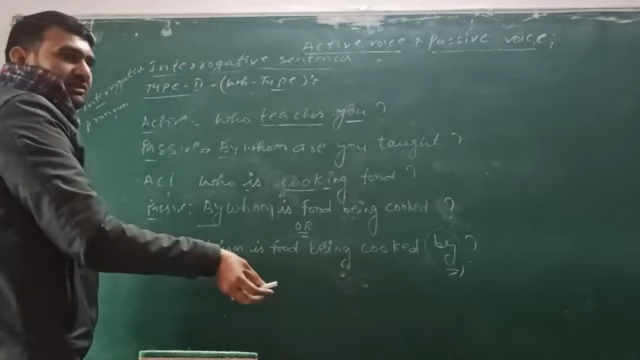 Active voice & Passive voice;
Interrogative sentences
Type-II - (Wh-Type):
interrogative
pronoun
Active - Who teaches you?
Passive By whom are you taught?
Act Who is cooking food?
Passive: By whom is food being cooked?
OR
is food being cooked by?